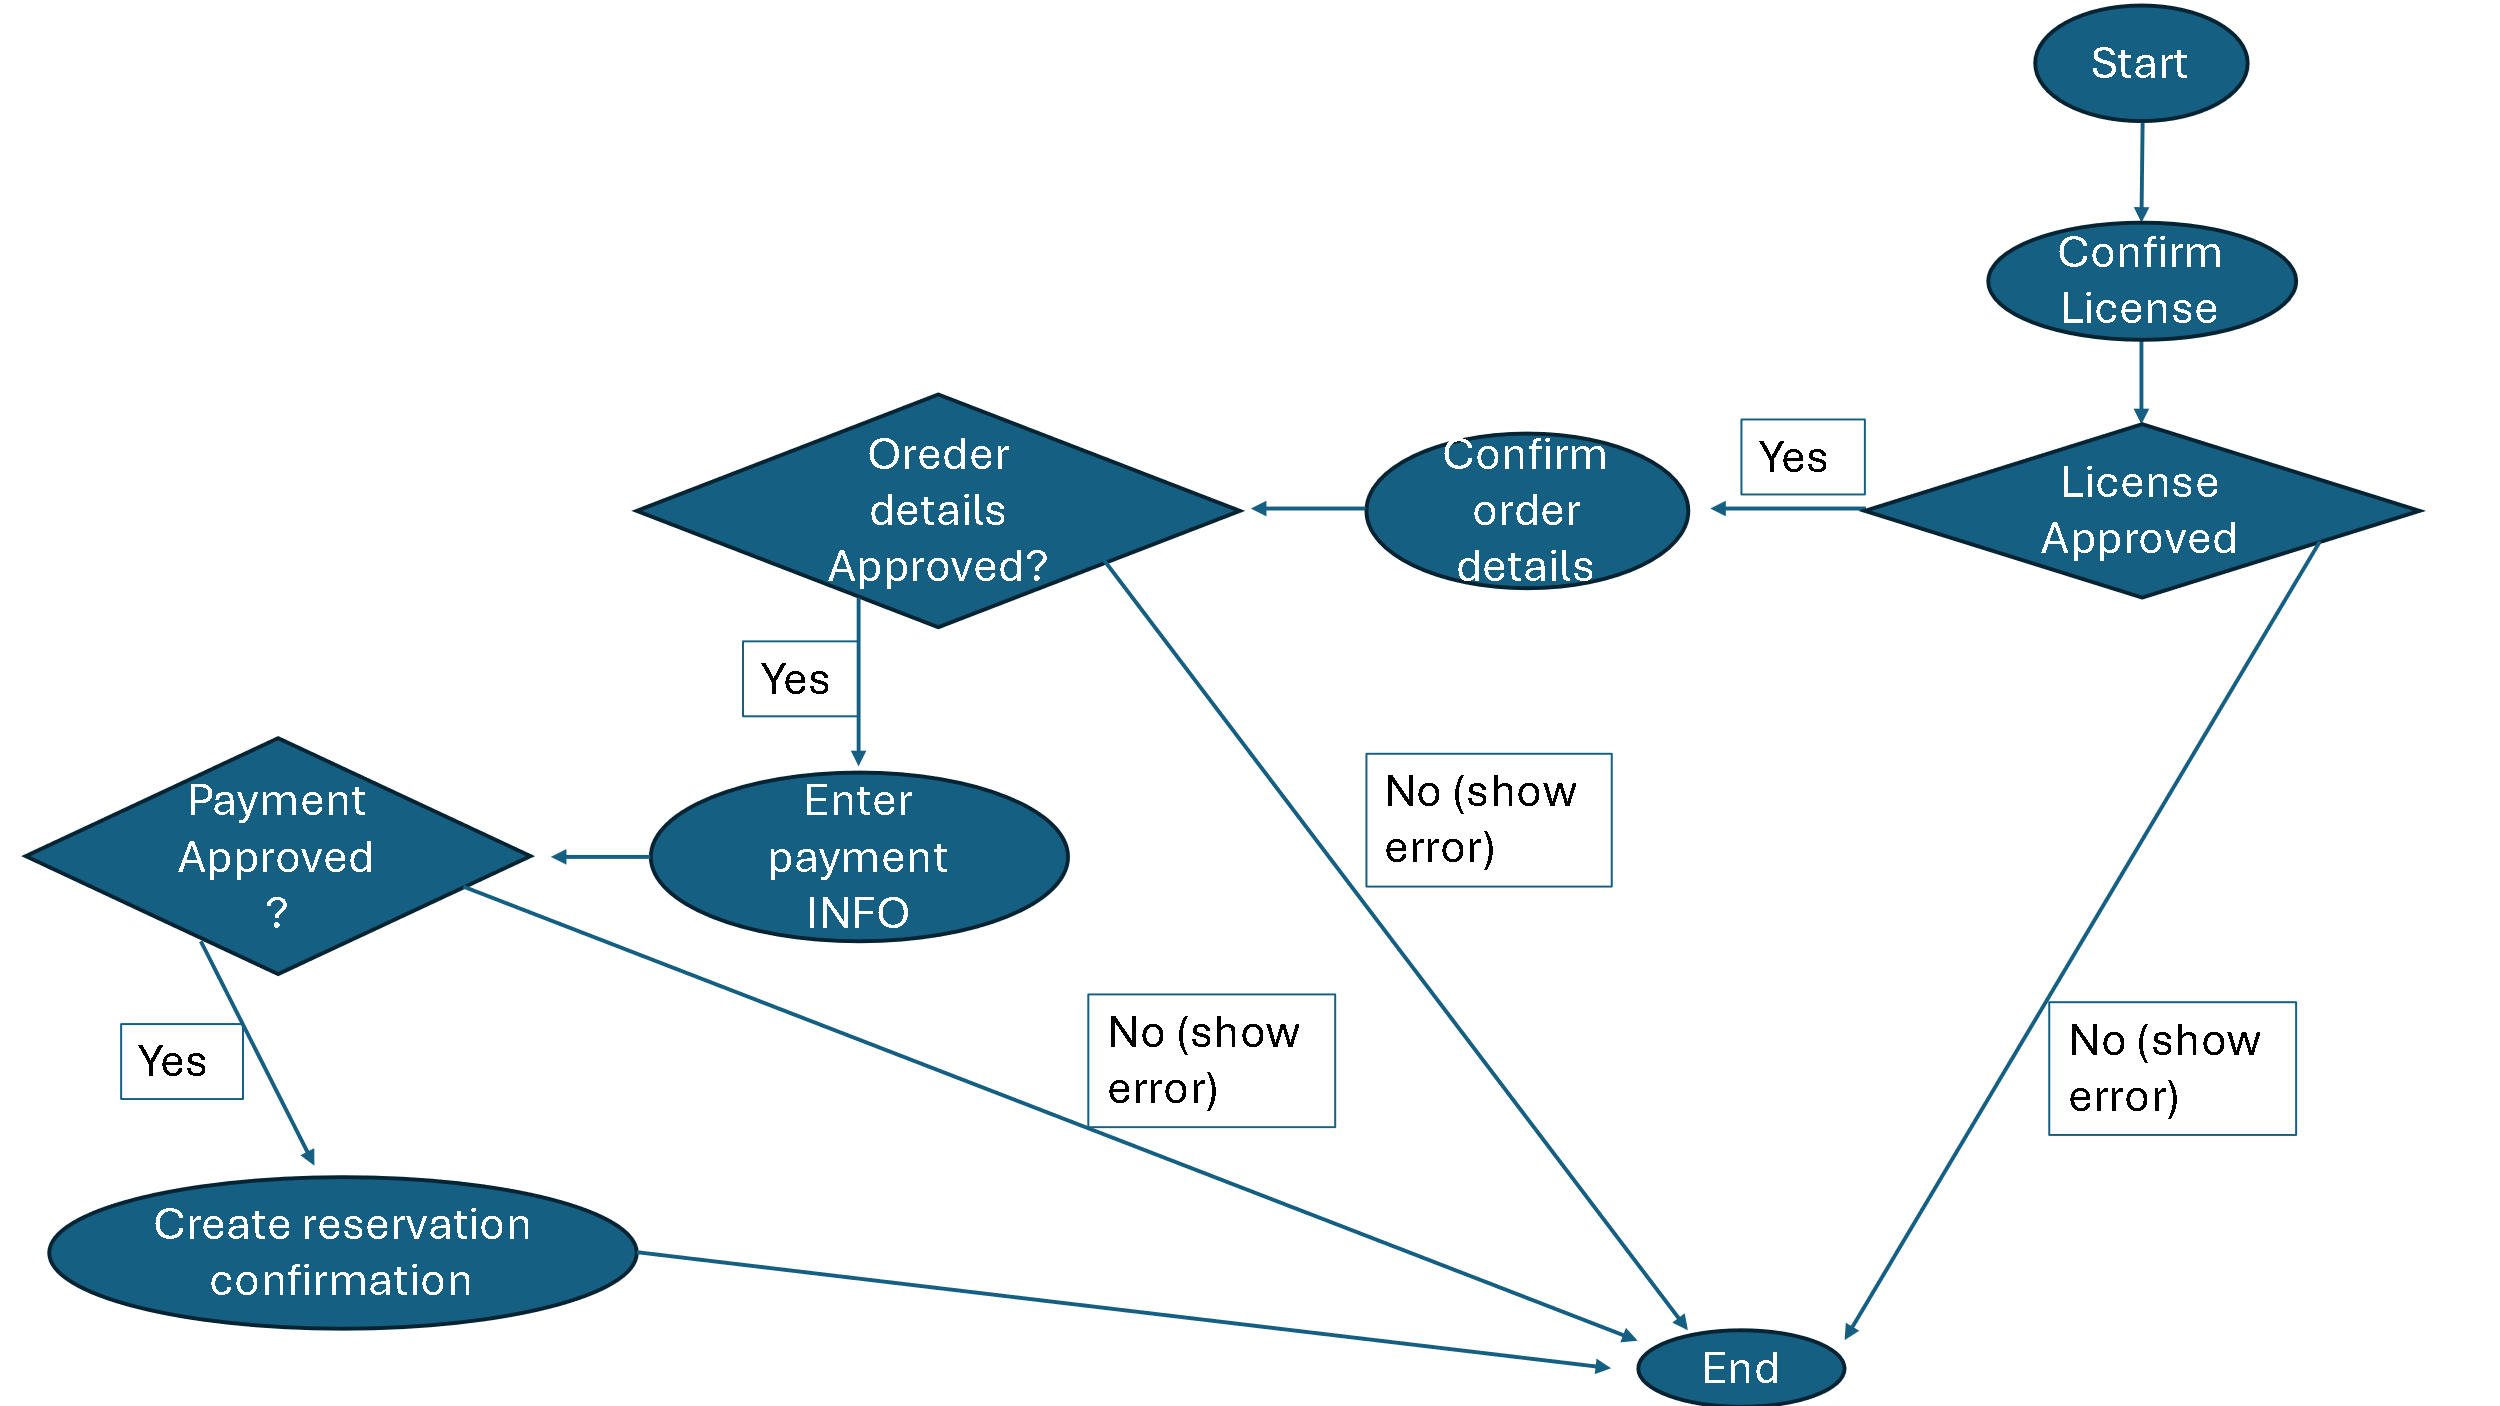 Start
Confirm
License
License
Approved
Yes
Confirm
order
details
Oreder
details
Approved?
Yes
No (show
error)
Enter
payment
INFO
Payment
Approved
?
Yes
No (show
error)
No (show
error)
Create reservation
confirmation
End